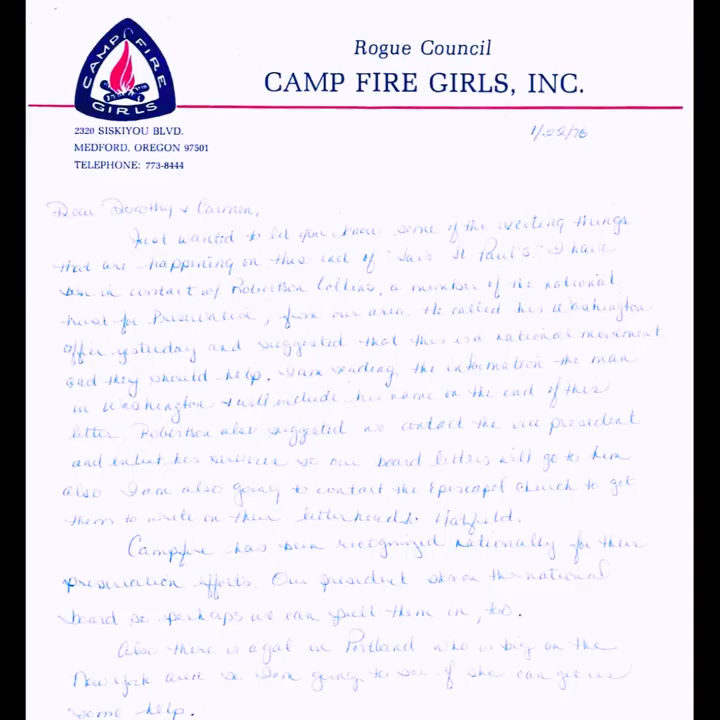 CAMP FIRE GIRLS
Rogue Council
CAMP FIRE GIRLS, INC.
2320 SISKIYOU BLVD.
MEDFORD, OREGON 97501
TELEPHONE: 773-8444
1/22/76
Dear Dorothy & Carmen,
Just wanted to let you know some of the exciting things
that are happening on this end of "Save St Paul's". I have
been in contact w/ Robertson Collins, a member of the national
trust for Preservation, from our area. He called his Washington
office yesterday and suggested that this is a national movement
and they should help. I am sending the information the man
in Washington & will include his name on the end of this
letter. Robertson also suggested we contact the vice president
and enlist his services so our board letters will go to him
also I am also going to contact the Episcopal church to get
them to write on their letterheads. Hatfield.
Campfire has been recognized nationally for their
preservation efforts. Our president sits on the national
board so perhaps we can pull them in, too.
Also there is a gal in Portland who is big on the
New York so I am going to see if she can get us
some help.